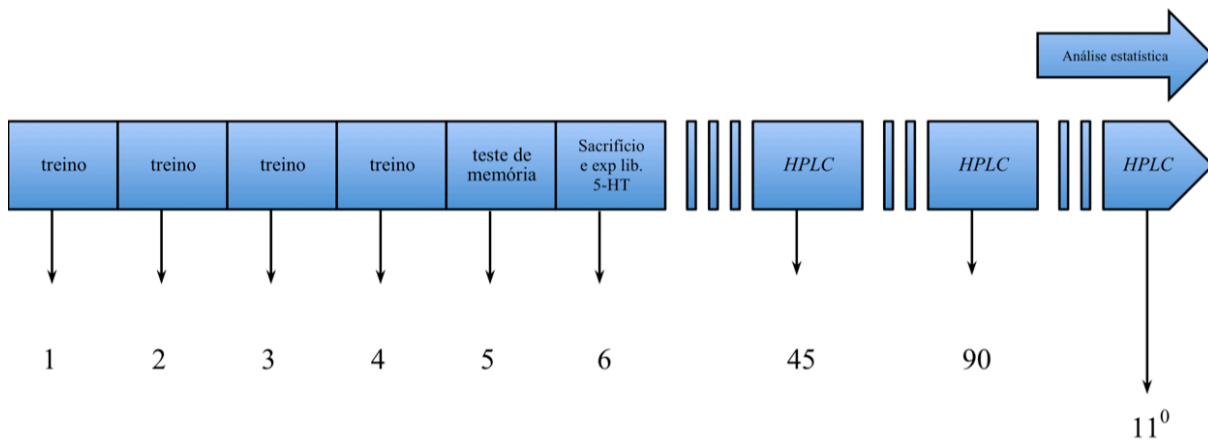 Análise estatística
treino
treino
treino
treino
teste de
memória
Sacrifício
e exp lib.
5-HT
HPLC
HPLC
HPLC
1
2
3
4
5
6
45
90
11⁰